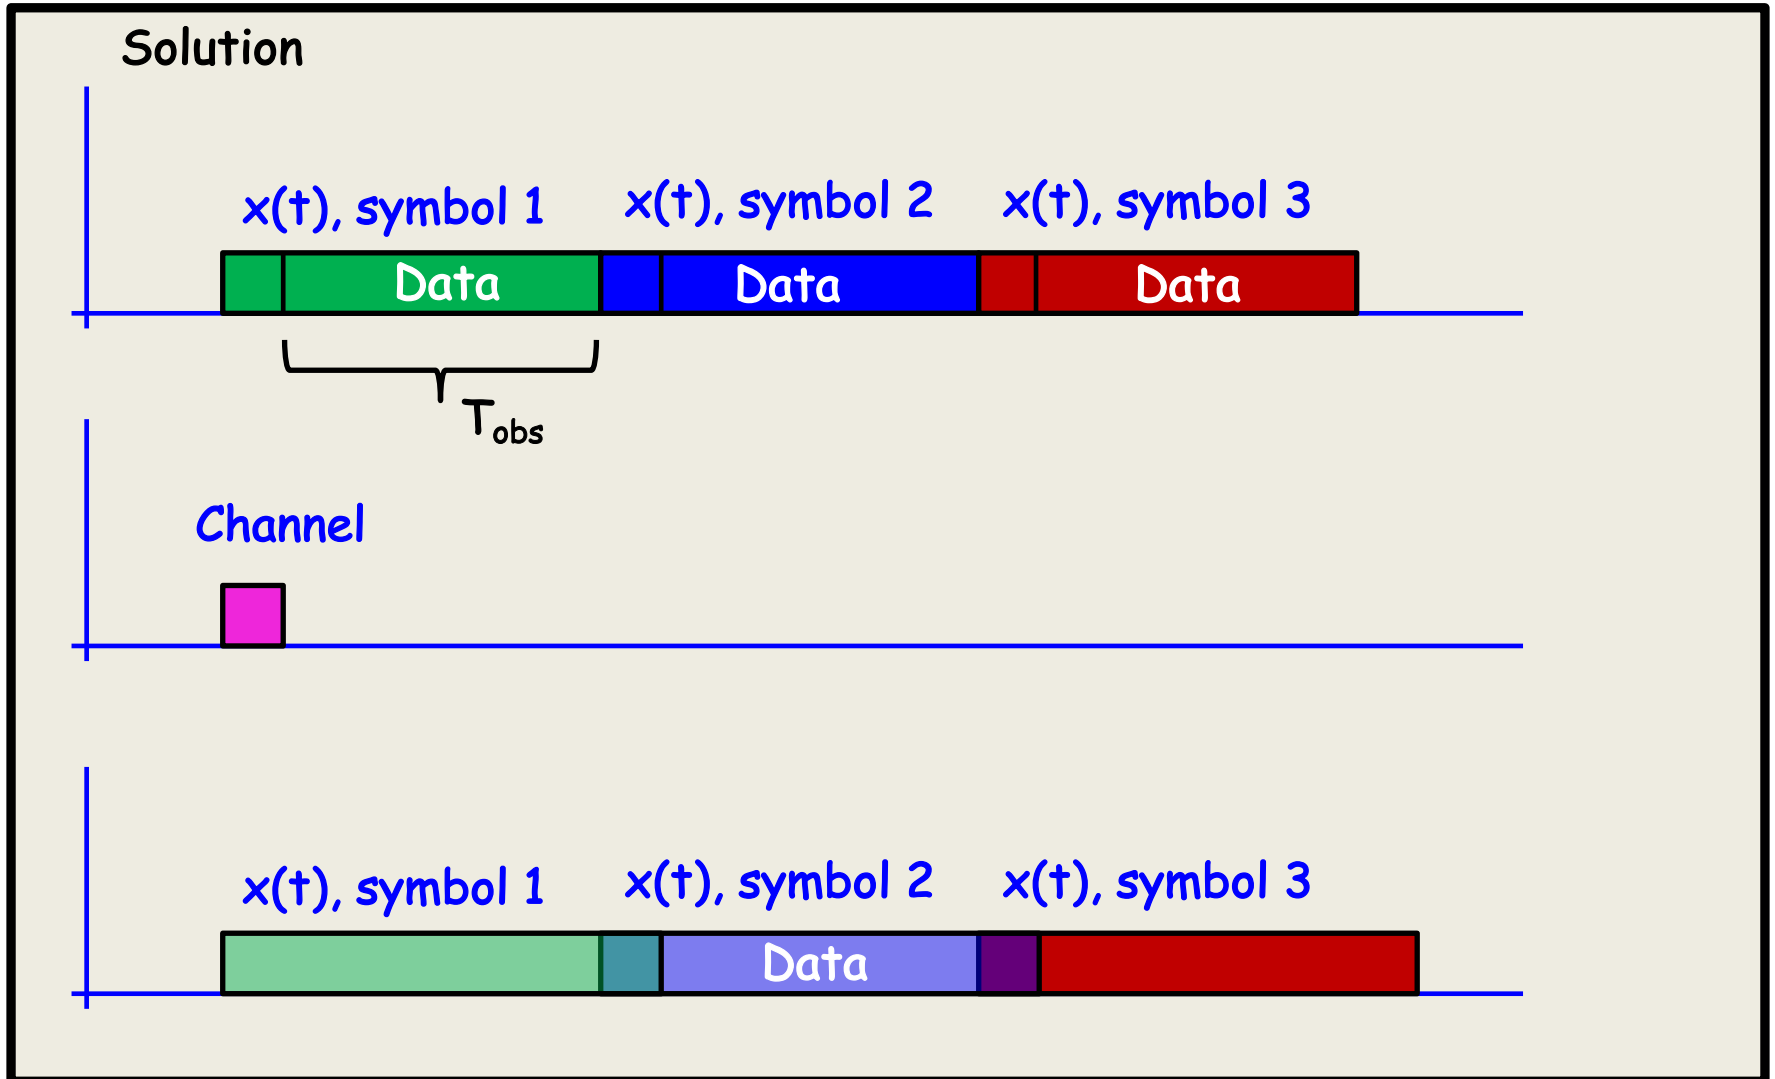 Solution
x(t), symbol 1 x(t), symbol 2 x(t), symbol 3
Data Data Data
Tobs
Channel
x(t), symbol 1 x(t), symbol 2 x(t), symbol 3
Data